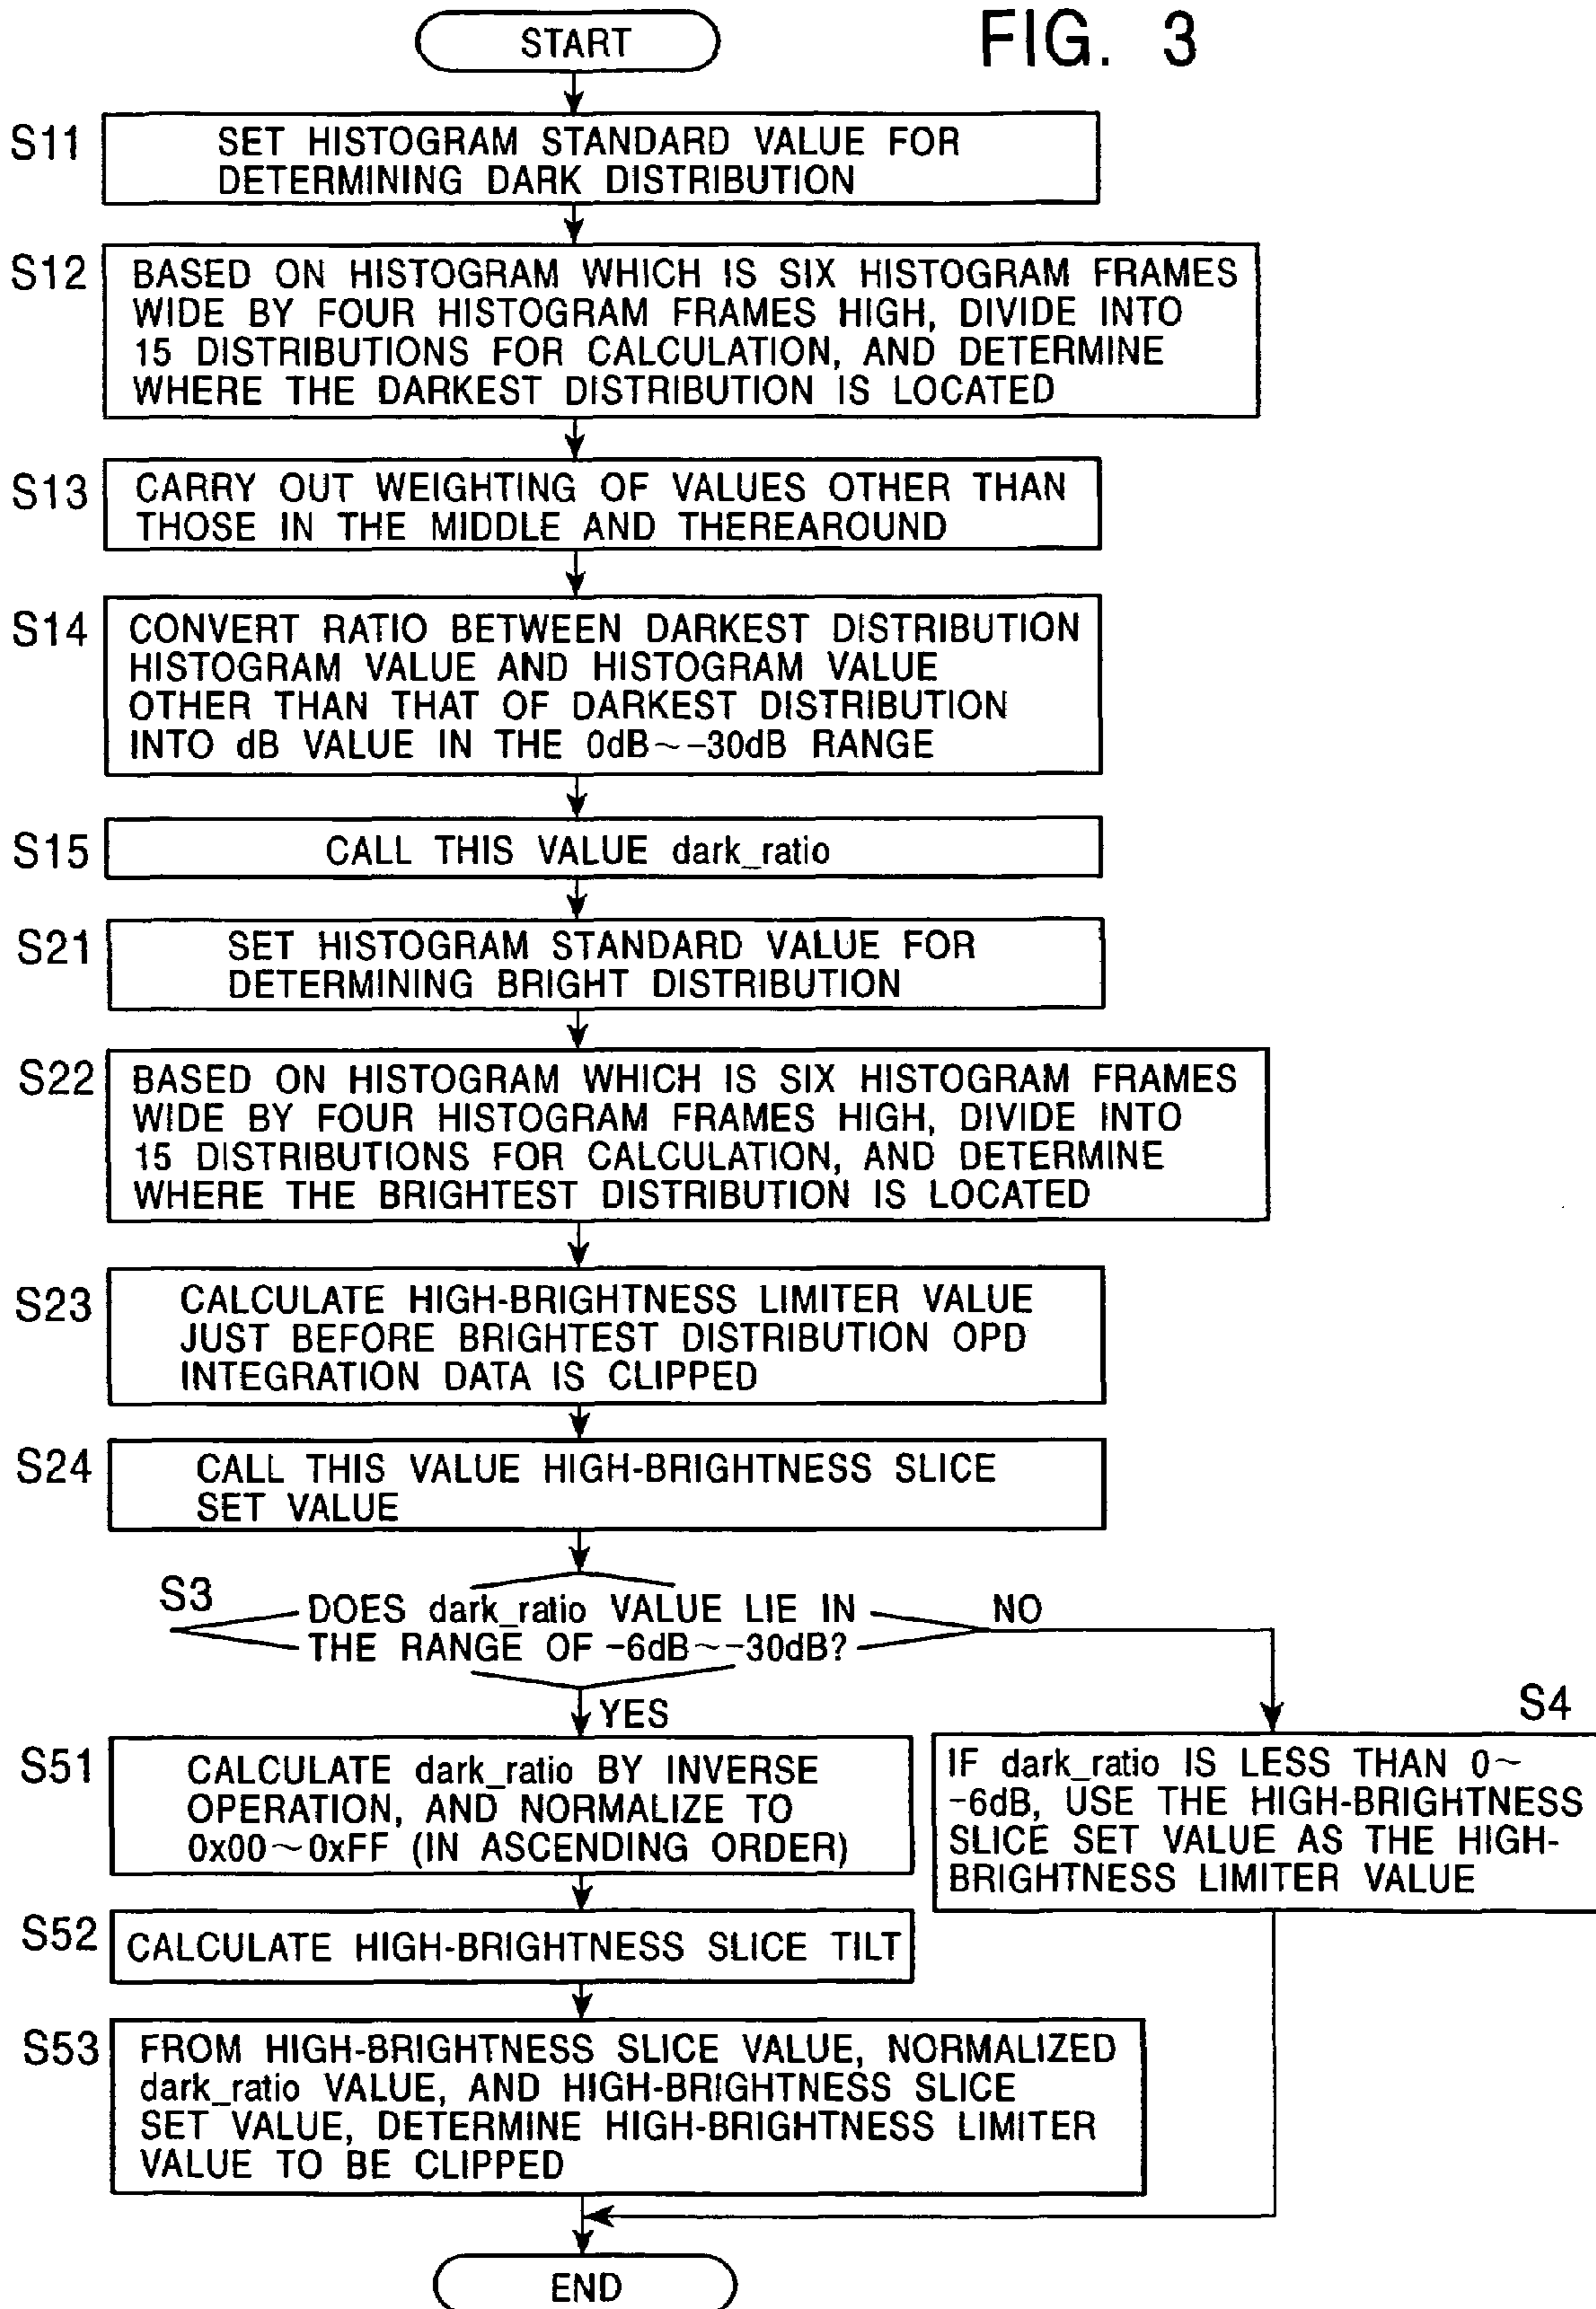 START
FIG. 3
S11
SET HISTOGRAM STANDARD VALUE FOR
DETERMINING DARK DISTRIBUTION
S12
BASED ON HISTOGRAM WHICH IS SIX HISTOGRAM FRAMES
WIDE BY FOUR HISTOGRAM FRAMES HIGH, DIVIDE INTO
15 DISTRIBUTIONS FOR CALCULATION, AND DETERMINE
WHERE THE DARKEST DISTRIBUTION IS LOCATED
S13
CARRY OUT WEIGHTING OF VALUES OTHER THAN
THOSE IN THE MIDDLE AND THEREAROUND
S14
CONVERT RATIO BETWEEN DARKEST DISTRIBUTION
HISTOGRAM VALUE AND HISTOGRAM VALUE
OTHER THAN THAT OF DARKEST DISTRIBUTION
INTO dB VALUE IN THE 0dB~-30dB RANGE
S15
CALL THIS VALUE dark_ratio
S21
SET HISTOGRAM STANDARD VALUE FOR
DETERMINING BRIGHT DISTRIBUTION
S22
BASED ON HISTOGRAM WHICH IS SIX HISTOGRAM FRAMES
WIDE BY FOUR HISTOGRAM FRAMES HIGH, DIVIDE INTO
15 DISTRIBUTIONS FOR CALCULATION, AND DETERMINE
WHERE THE BRIGHTEST DISTRIBUTION IS LOCATED
S23
CALCULATE HIGH-BRIGHTNESS LIMITER VALUE
JUST BEFORE BRIGHTEST DISTRIBUTION OPD
INTEGRATION DATA IS CLIPPED
S24
CALL THIS VALUE HIGH-BRIGHTNESS SLICE
SET VALUE
S3
DOES dark_ratio VALUE LIE IN
THE RANGE OF -6dB~-30dB?
NO
YES
S4
IF dark_ratio IS LESS THAN 0~
-6dB, USE THE HIGH-BRIGHTNESS
SLICE SET VALUE AS THE HIGH-
BRIGHTNESS LIMITER VALUE
S51
CALCULATE dark_ratio BY INVERSE
OPERATION, AND NORMALIZE TO
0x00~0xFF (IN ASCENDING ORDER)
S52
CALCULATE HIGH-BRIGHTNESS SLICE TILT
S53
FROM HIGH-BRIGHTNESS SLICE VALUE, NORMALIZED
dark_ratio VALUE, AND HIGH-BRIGHTNESS SLICE
SET VALUE, DETERMINE HIGH-BRIGHTNESS LIMITER
VALUE TO BE CLIPPED
END